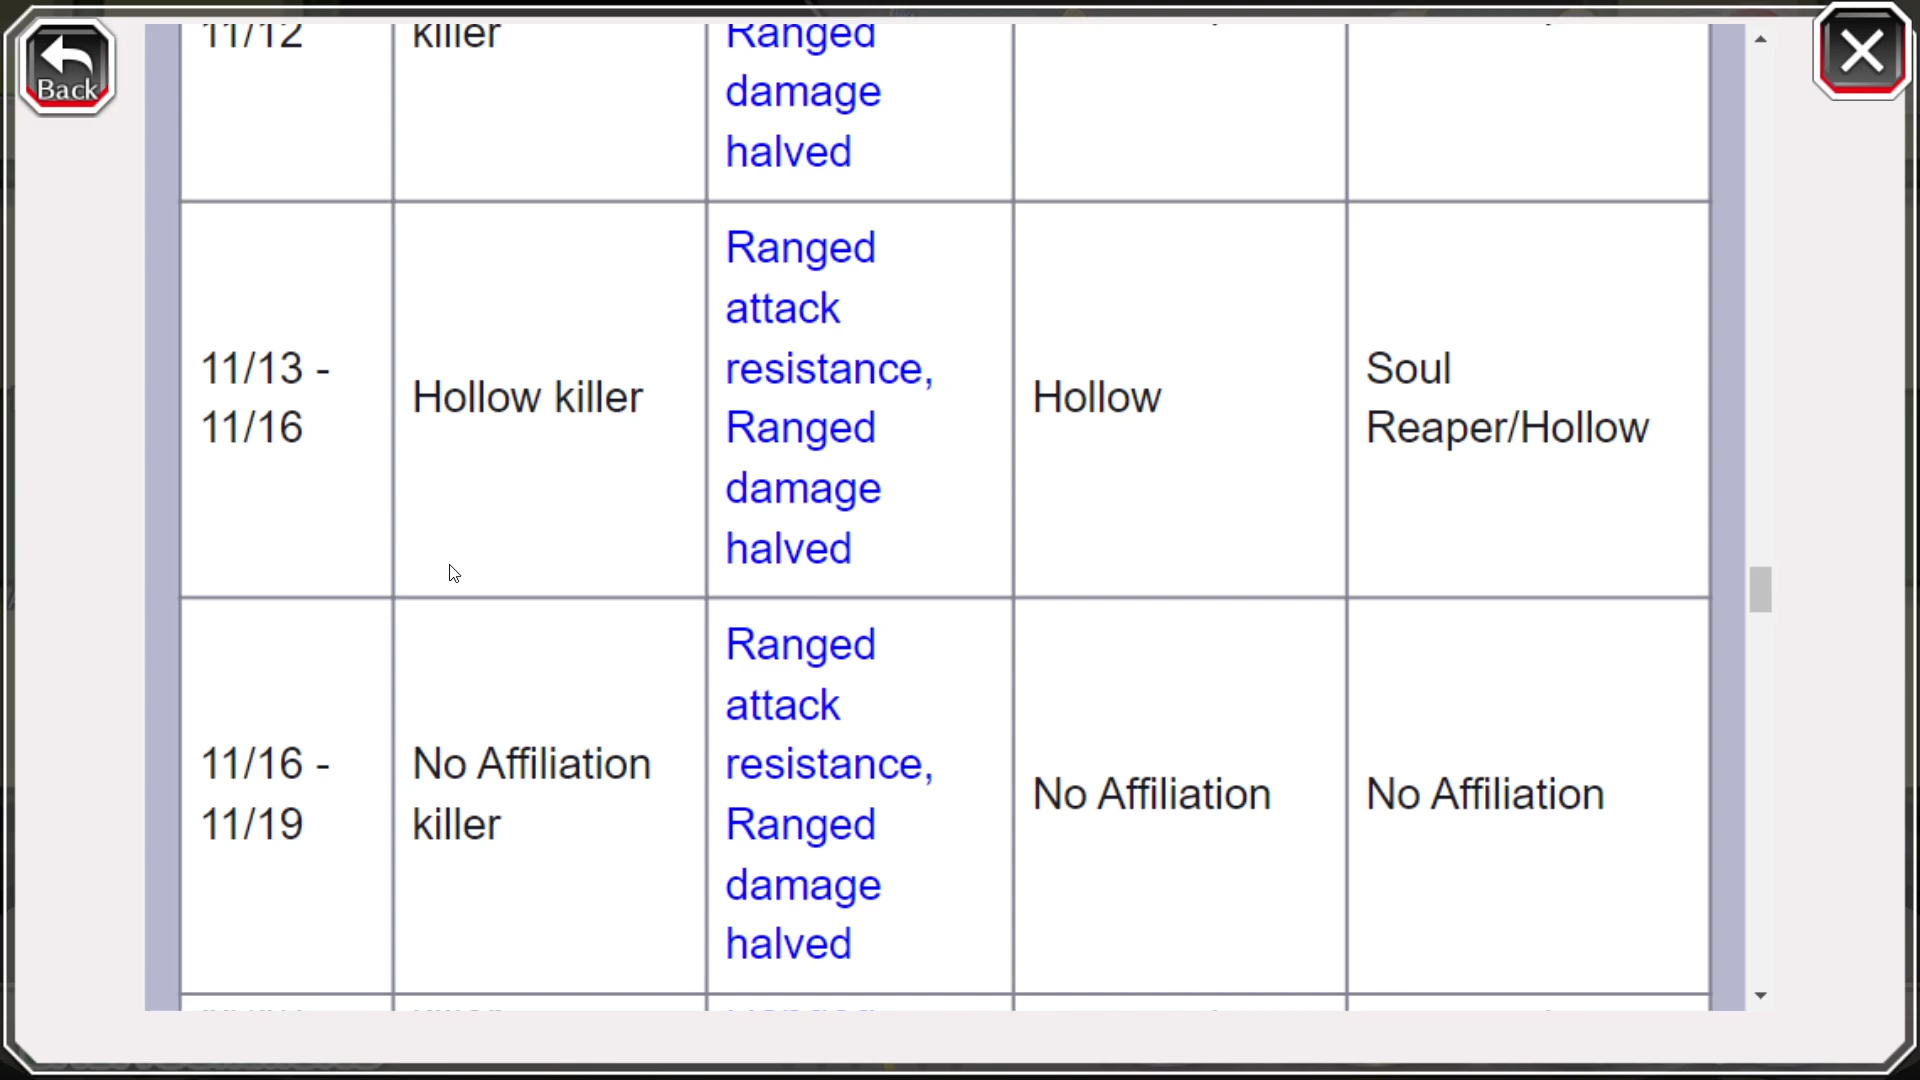 Back
11/12
killer
Ranged
damage
halved
11/13 -
11/16
Hollow killer
Ranged
attack
resistance,
Ranged
damage
halved
Hollow
Soul
Reaper/Hollow
11/16 -
11/19
No Affiliation
killer
Ranged
attack
resistance,
Ranged
damage
halved
No Affiliation
No Affiliation